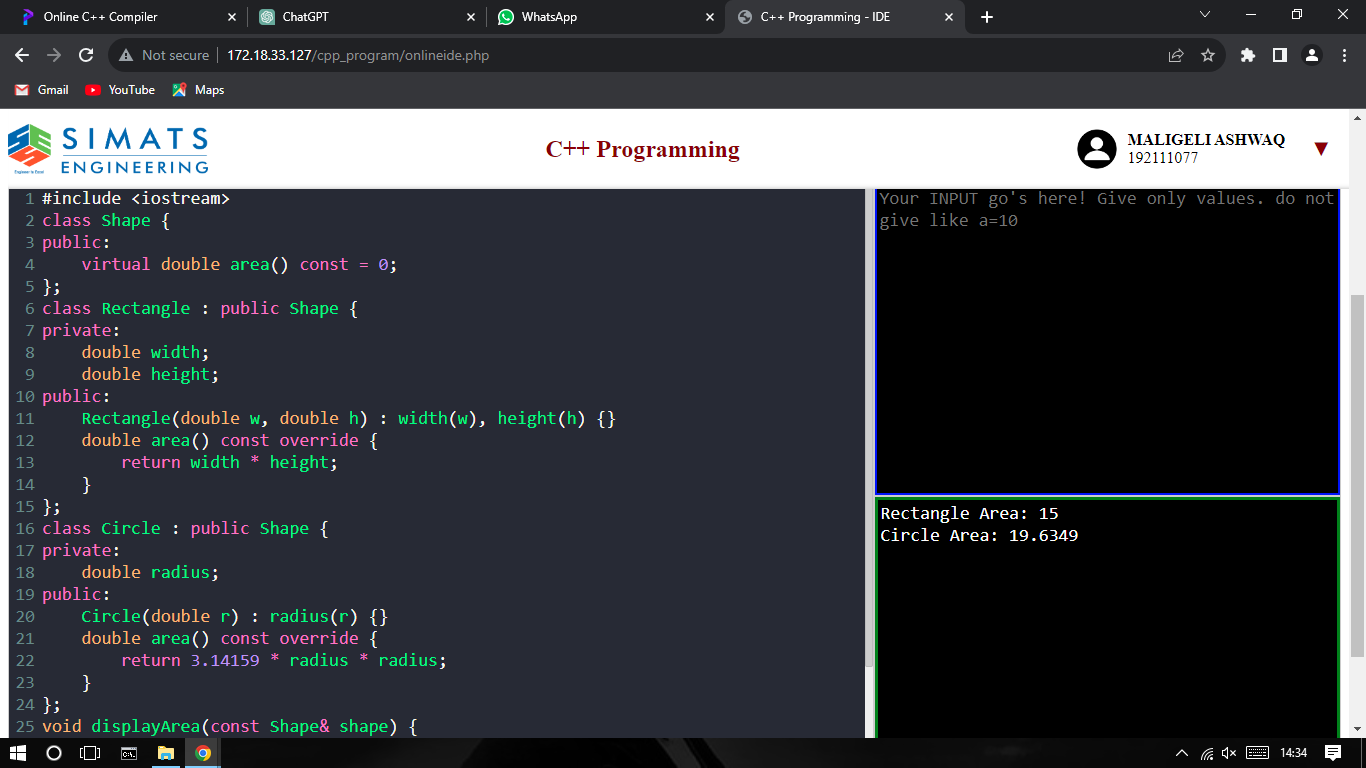 Online C++ Compiler
ChatGPT
WhatsApp
C++ Programming - IDE
Not secure
172.18.33.127/cpp_program/onlineide.php
Gmail
YouTube
Maps
SIMATS
ENGINEERING
Engineer to Excel
C++ Programming
MALIGELI ASHWAQ
192111077
1 #include <iostream>
2 class Shape {
3 public:
4     virtual double area() const = 0;
5 };
6 class Rectangle : public Shape {
7 private:
8     double width;
9     double height;
10 public:
11     Rectangle(double w, double h) : width(w), height(h) {}
12     double area() const override {
13         return width * height;
14     }
15 };
16 class Circle : public Shape {
17 private:
18     double radius;
19 public:
20     Circle(double r) : radius(r) {}
21     double area() const override {
22         return 3.14159 * radius * radius;
23     }
24 };
25 void displayArea(const Shape& shape) {
Your INPUT go's here! Give only values. do not
give like a=10
Rectangle Area: 15
Circle Area: 19.6349
14:34